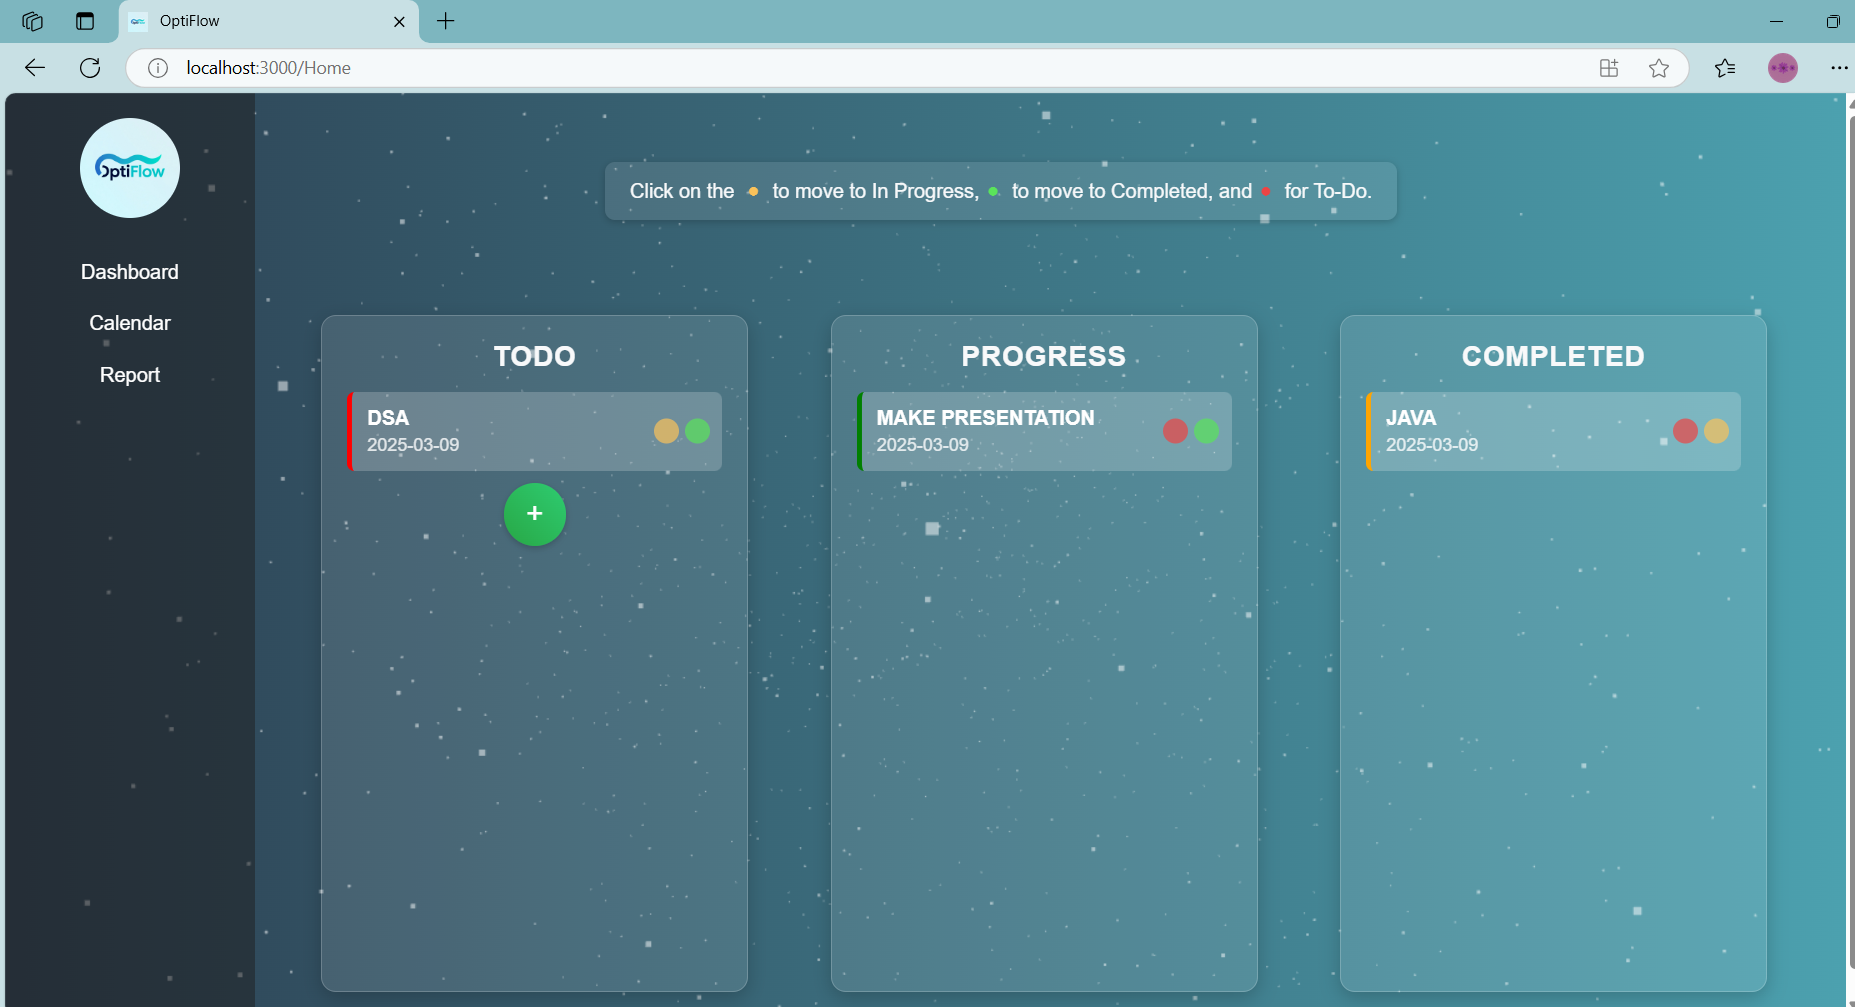 OptiFlow
localhost:3000/Home
OptiFlow
Click on the to move to In Progress, to move to Completed, and for To-Do.
Dashboard
Calendar
Report
TODO
DSA
2025-03-09
+
PROGRESS
MAKE PRESENTATION
2025-03-09
COMPLETED
JAVA
2025-03-09